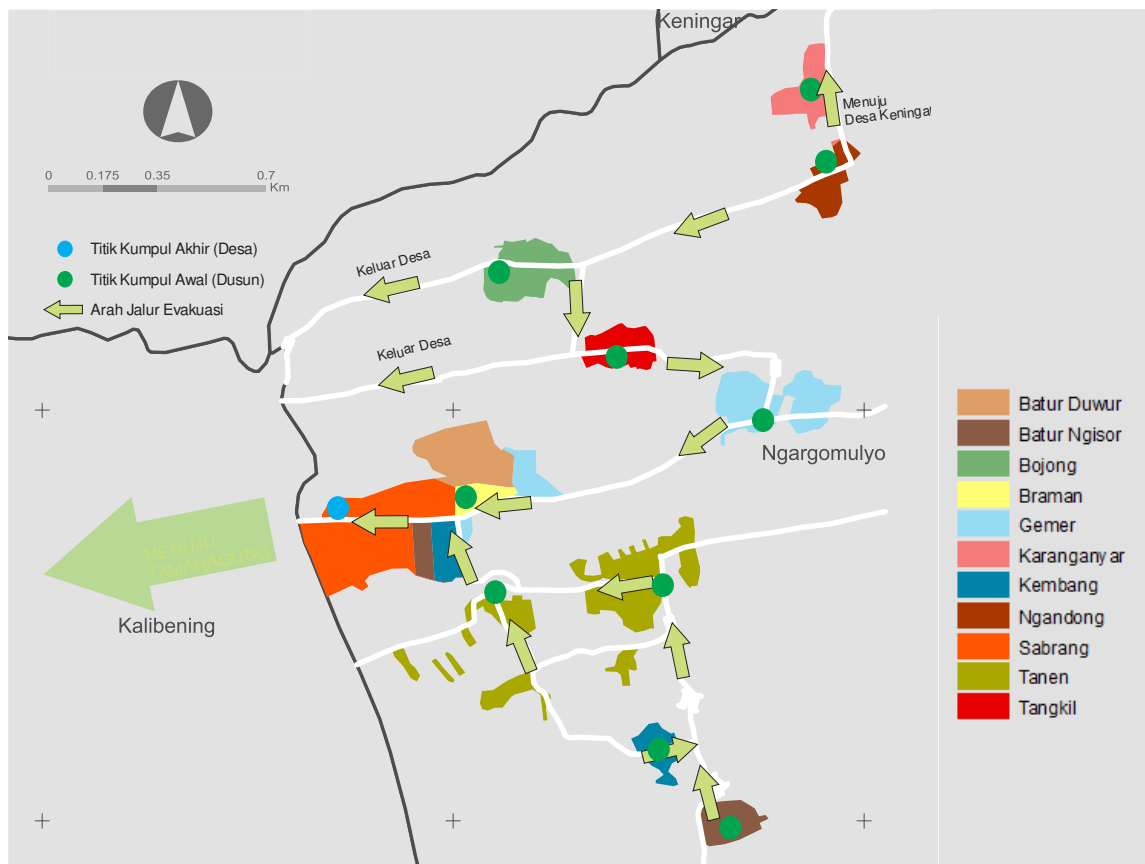 Keningar
Menuju
Desa Keningar
0 0.175 0.35 0.7
Km
Titik Kumpul Akhir (Desa)
Titik Kumpul Awal (Dusun)
Arah Jalur Evakuasi
Keluar Desa
Keluar Desa
Ngargomulyo
MENUJU
TAMANAGUNG
Kalibening
Batur Duwur
Batur Ngisor
Bojong
Braman
Gemer
Karanganyar
Kembang
Ngandong
Sabrang
Tanen
Tangkil